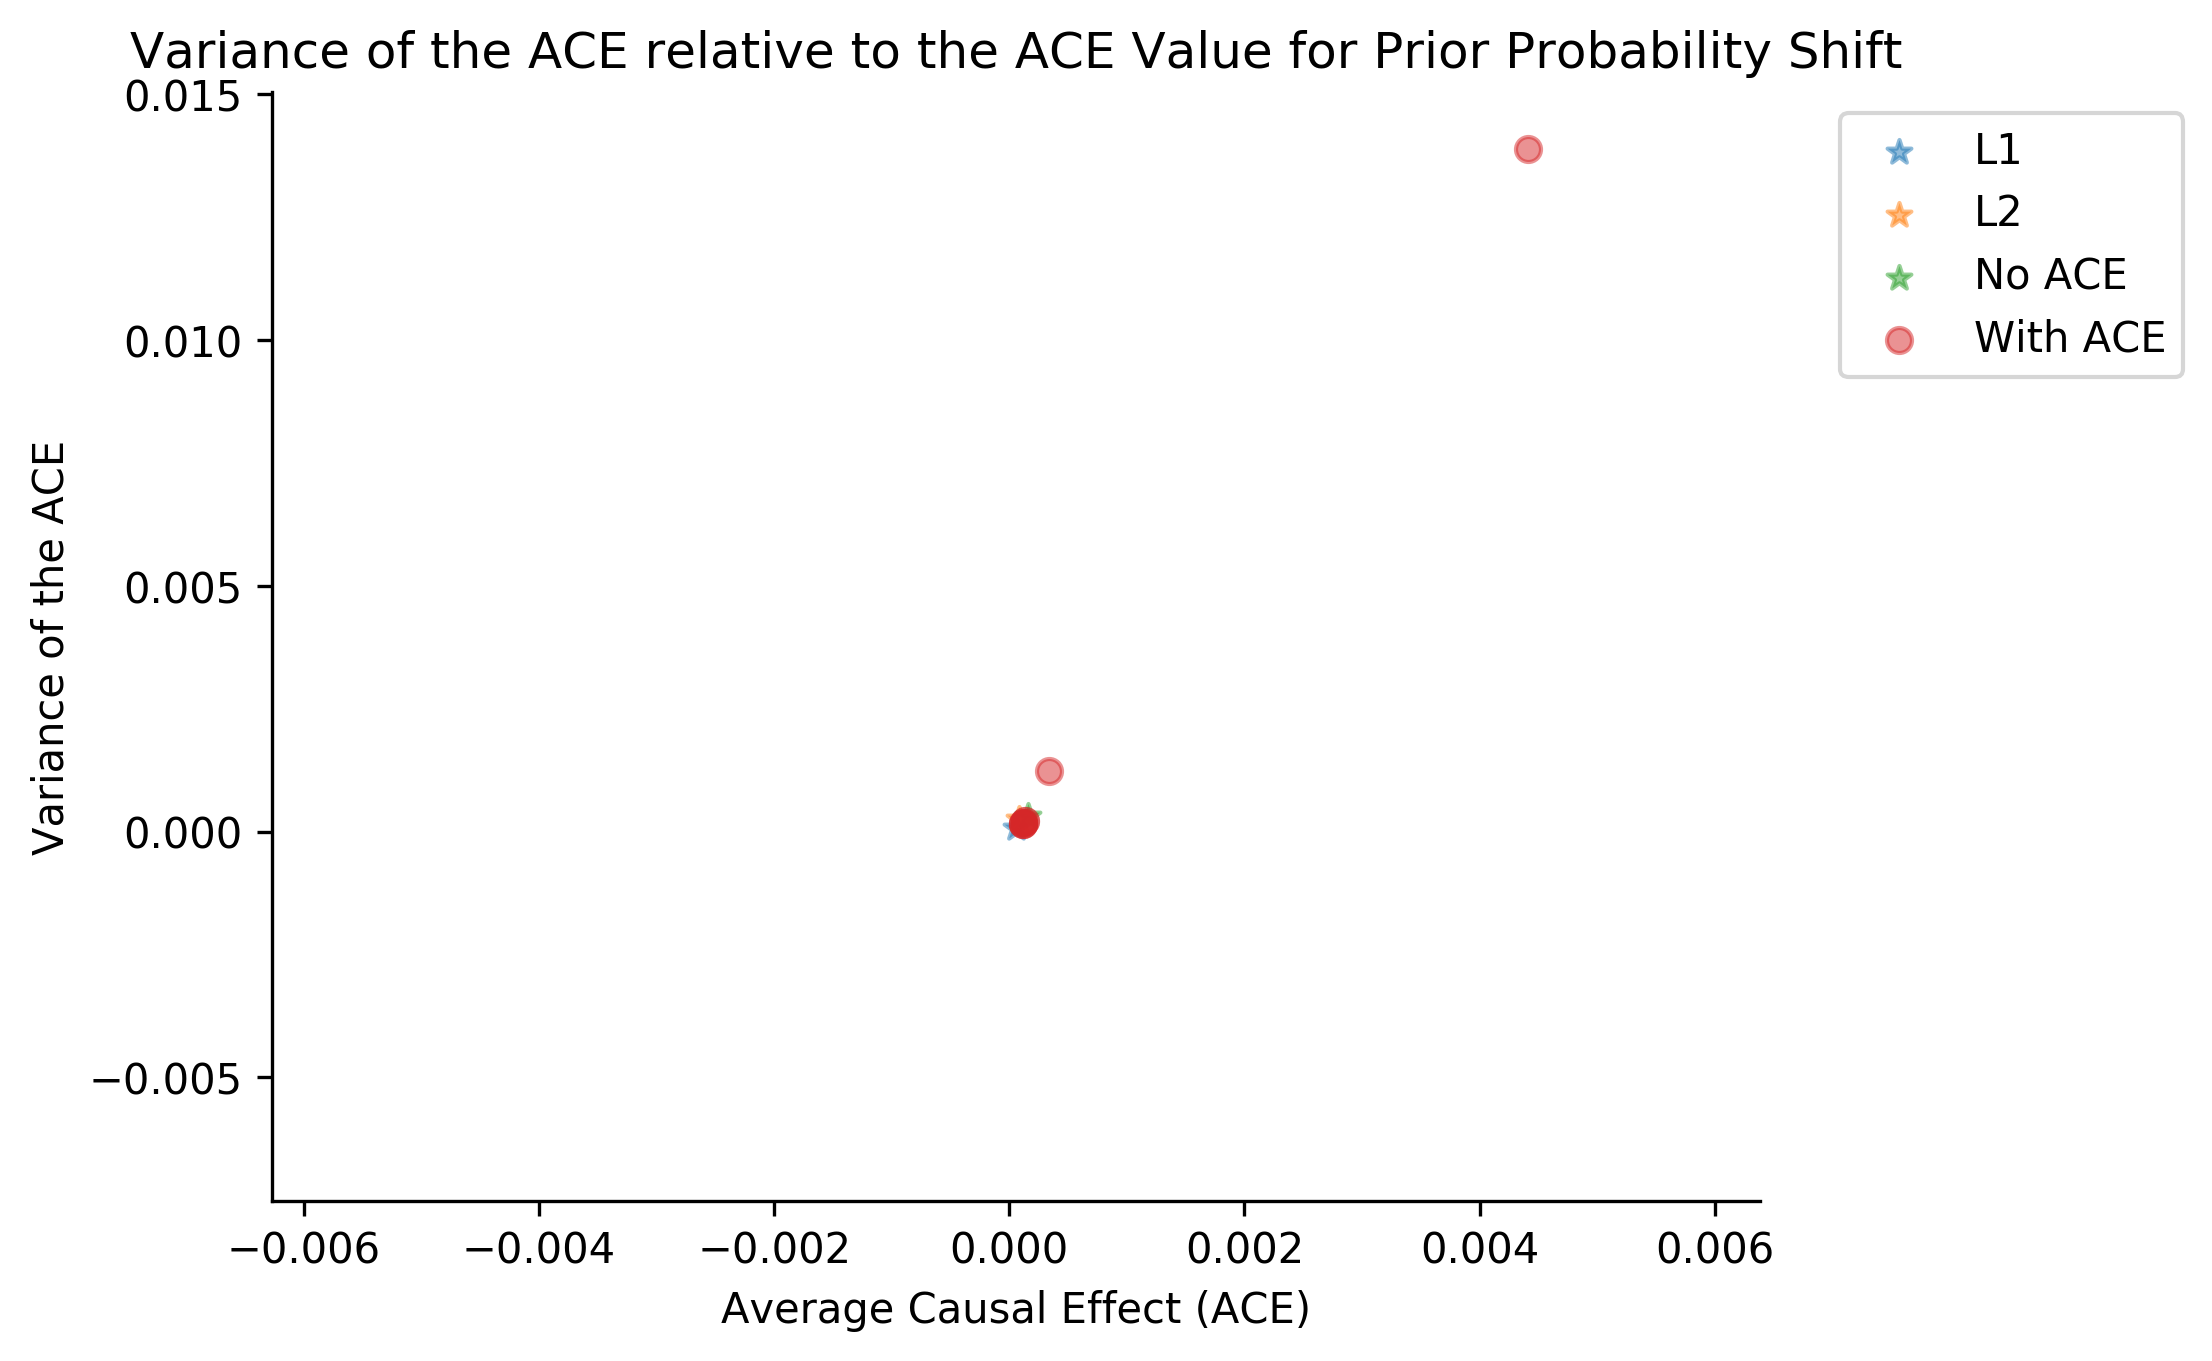 Variance of the ACE relative to the ACE Value for Prior Probability Shift
0.015
0.010
0.005
0.000
−0.005
Variance of the ACE
−0.006
−0.004
−0.002
0.000
0.002
0.004
0.006
Average Causal Effect (ACE)
L1
L2
No ACE
With ACE